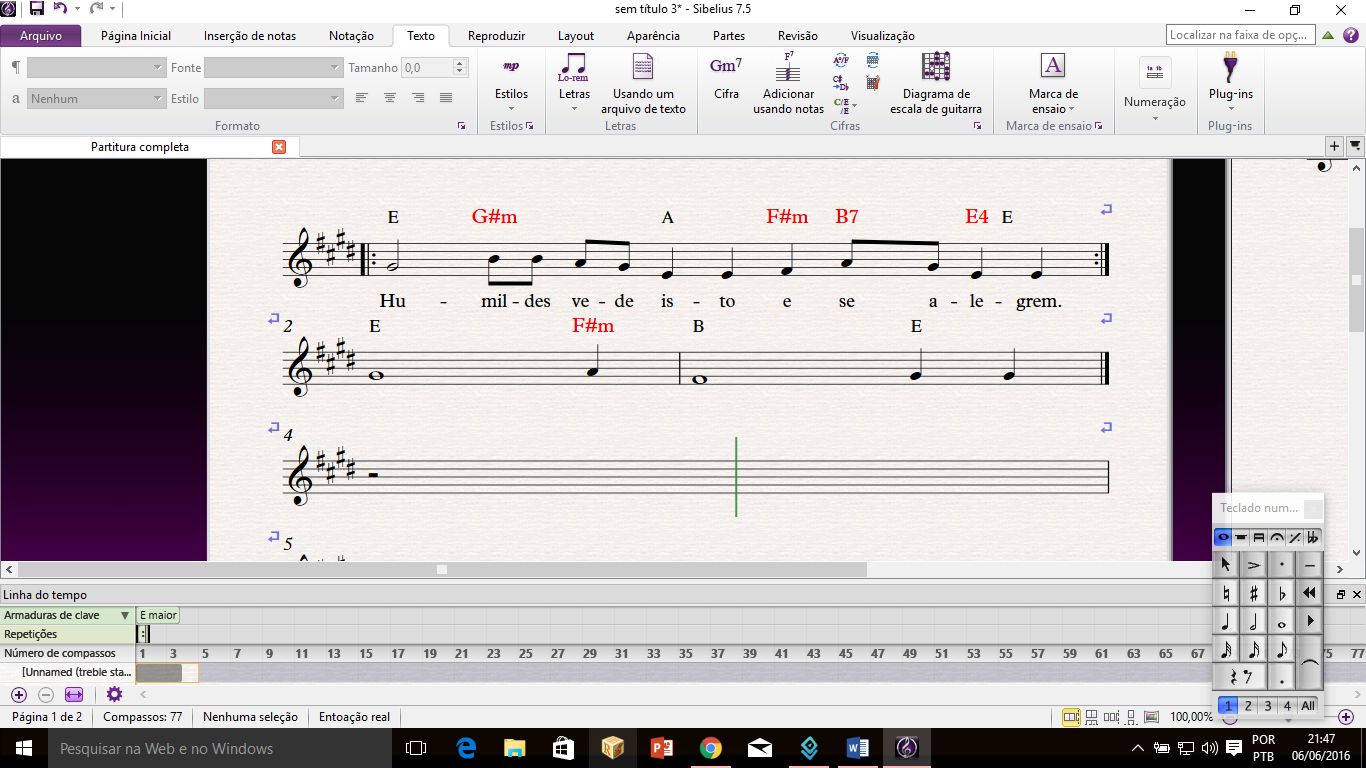 sem título 3* - Sibelius 7.5
Arquivo Página Inicial Inserção de notas Notação Texto Reproduzir Layout Aparência Partes Revisão Visualização Localizar na faixa de opç...
Fonte Tamanho 0,0
a Nenhum Estilo
Formato
mp
Estilos
Estilos
Lo-rem
Letras
Usando um arquivo de texto
Letras
Gm7
Cifra
F7
Adicionar usando notas
Diagrama de escala de guitarra
Cifras
A
Marca de ensaio
Marca de ensaio
1a 1b
Numeração
Plug-ins
Plug-ins
Partitura completa
E G#m A F#m B7 E4 E
Hu - mil - des ve - de is - to e se a - le - grem.
2 E F#m B E
4
5
Teclado num...
1 2 3 4 All
Linha do tempo
Armaduras de clave E maior
Repetições
Número de compassos 1 3 5 7 9 11 13 15 17 19 21 23 25 27 29 31 33 35 37 39 41 43 45 47 49 51 53 55 57 59 61 63 65 67 75 77
[Unnamed (treble sta...
Página 1 de 2 Compassos: 77 Nenhuma seleção Entoação real 100,00%
Pesquisar na Web e no Windows
POR
PTB
21:47
06/06/2016